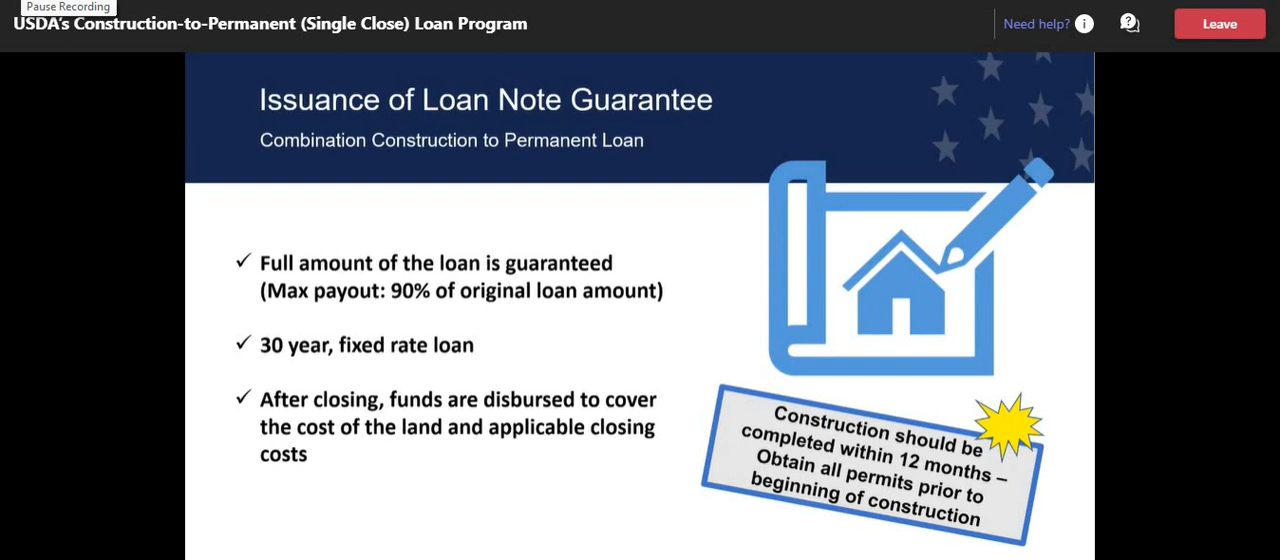 Pause Recording
USDA's Construction-to-Permanent (Single Close) Loan Program
Need help?
Leave
Issuance of Loan Note Guarantee
Combination Construction to Permanent Loan
✓ Full amount of the loan is guaranteed
(Max payout: 90% of original loan amount)
✓ 30 year, fixed rate loan
✓ After closing, funds are disbursed to cover
the cost of the land and applicable closing
costs
Construction should be
completed within 12 months –
Obtain all permits prior to
beginning of construction